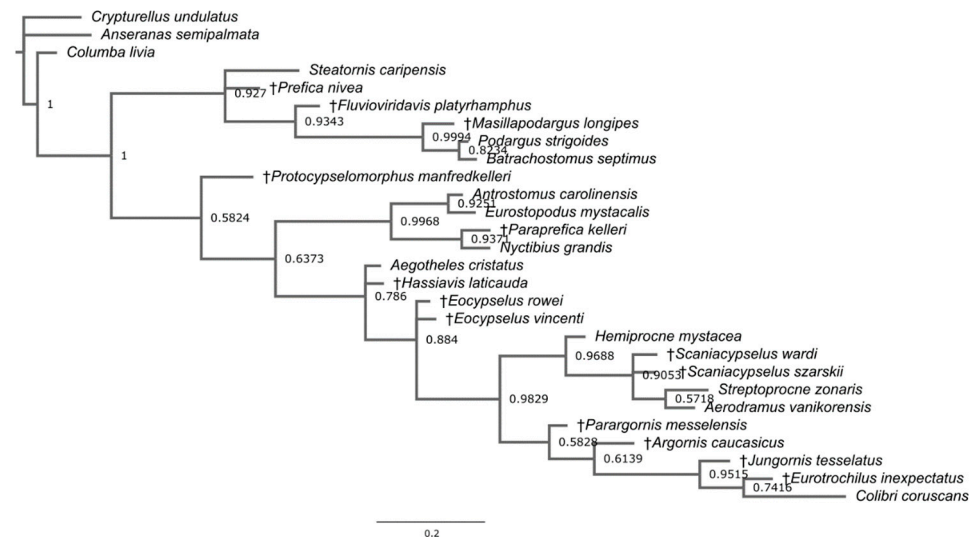 Crypturellus undulatus
Anseranas semipalmata
Columba livia
1
Steatornis caripensis
†Prefica nivea
0.927
†Fluvioviridavis platyrhamphus
0.9343
†Masillapodargus longipes
0.9994
Podargus strigoides
0.8234
Batrachostomus septimus
1
†Protocypselomorphus manfredkelleri
Antrostomus carolinensis
0.9251
Eurostopodus mystacalis
0.5824
0.9968
†Paraprefica kelleri
0.9371
Nyctibius grandis
0.6373
Aegotheles cristatus
†Hassiavis laticauda
0.786
†Eocypselus rowei
†Eocypselus vincenti
0.884
Hemiprocne mystacea
0.9688
†Scaniacypselus wardi
0.9053
†Scaniacypselus szarskii
Streptoprocne zonaris
0.9829
0.5718
Aerodramus vanikorensis
†Parargornis messelensis
0.5828
†Argornis caucasicus
0.6139
†Jungornis tesselatus
0.9515
†Eurotrochilus inexpectatus
0.7416
Colibri coruscans
0.2